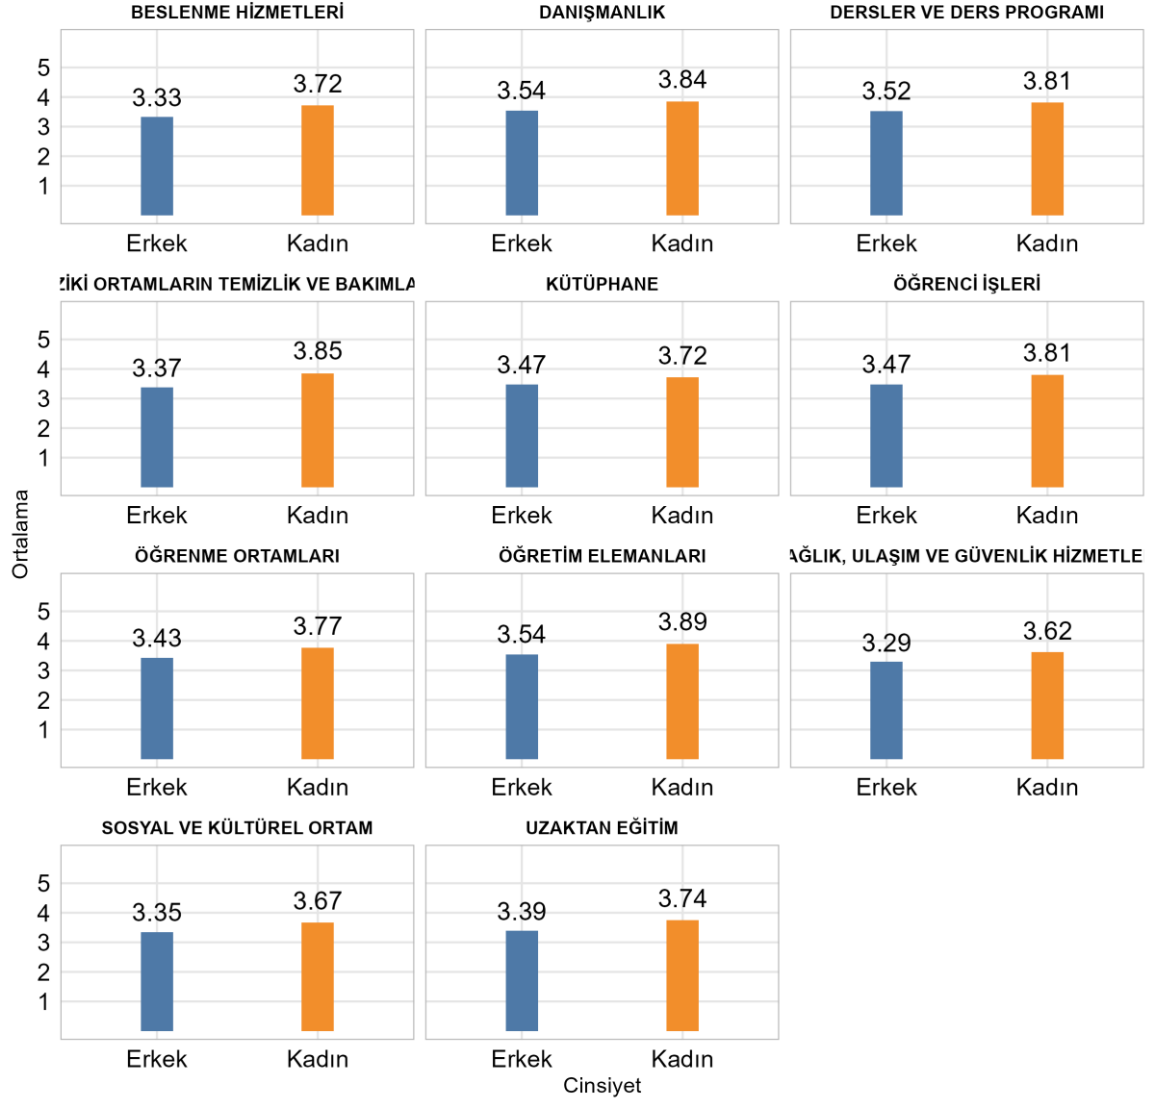 BESLENME HİZMETLERİ
DANIŞMANLIK
DERSLER VE DERS PROGRAMI
5
4
3
2
1
3.33
3.72
3.54
3.84
3.52
3.81
Erkek
Kadın
Erkek
Kadın
Erkek
Kadın
ZİKİ ORTAMLARIN TEMİZLİK VE BAKIMLA
KÜTÜPHANE
ÖĞRENCİ İŞLERİ
5
4
3
2
1
3.37
3.85
3.47
3.72
3.47
3.81
Erkek
Kadın
Erkek
Kadın
Erkek
Kadın
Ortalama
ÖĞRENME ORTAMLARI
ÖĞRETİM ELEMANLARI
AĞLIK, ULAŞIM VE GÜVENLİK HİZMETLE
5
4
3
2
1
3.43
3.77
3.54
3.89
3.29
3.62
Erkek
Kadın
Erkek
Kadın
Erkek
Kadın
SOSYAL VE KÜLTÜREL ORTAM
UZAKTAN EĞİTİM
5
4
3
2
1
3.35
3.67
3.39
3.74
Erkek
Kadın
Erkek
Kadın
Cinsiyet